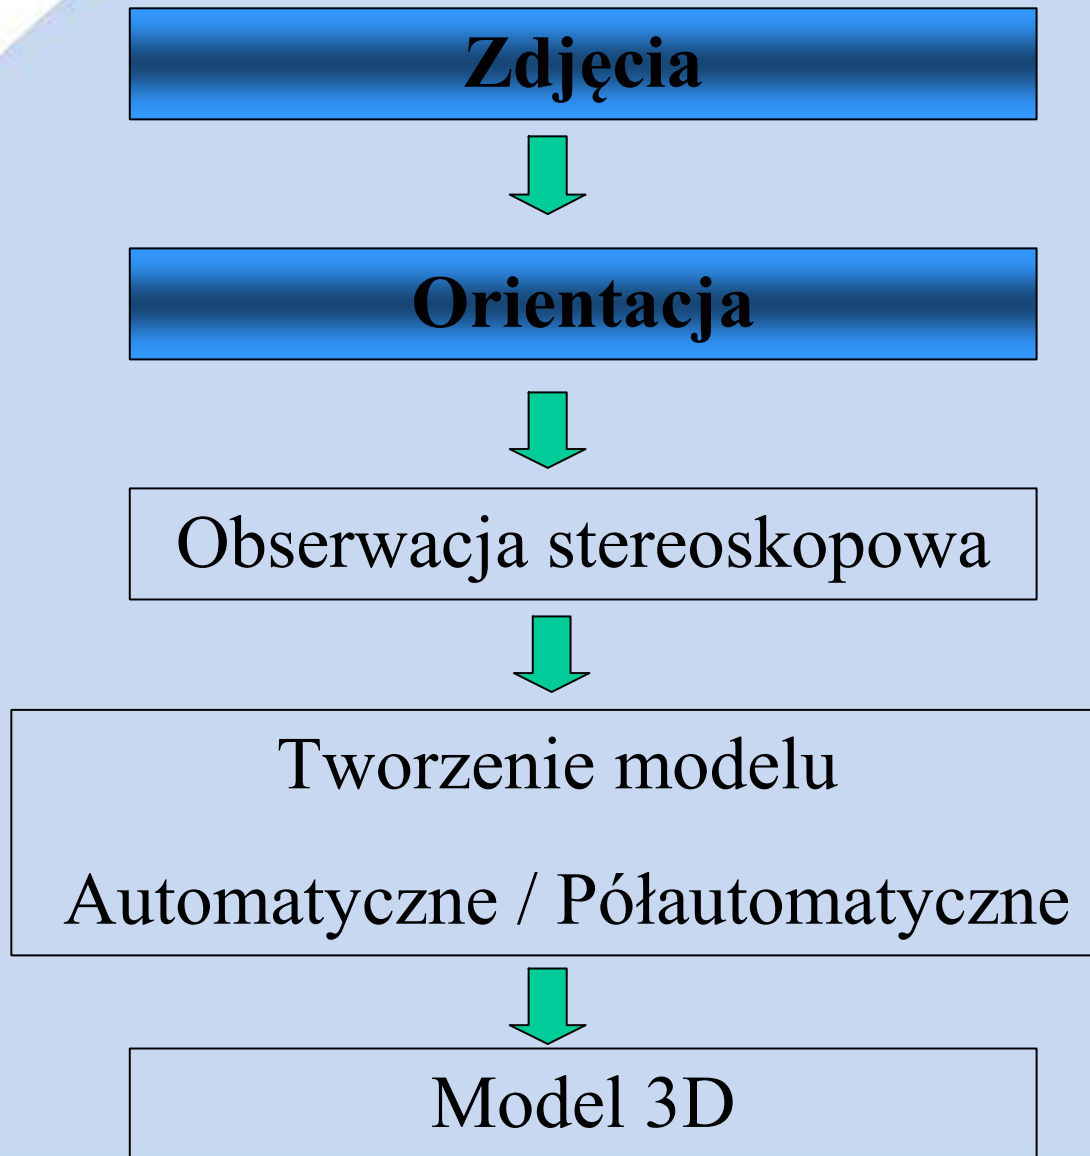 Zdjęcia
Orientacja
Obserwacja stereoskopowa
Tworzenie modelu
Automatyczne / Półautomatyczne
Model 3D